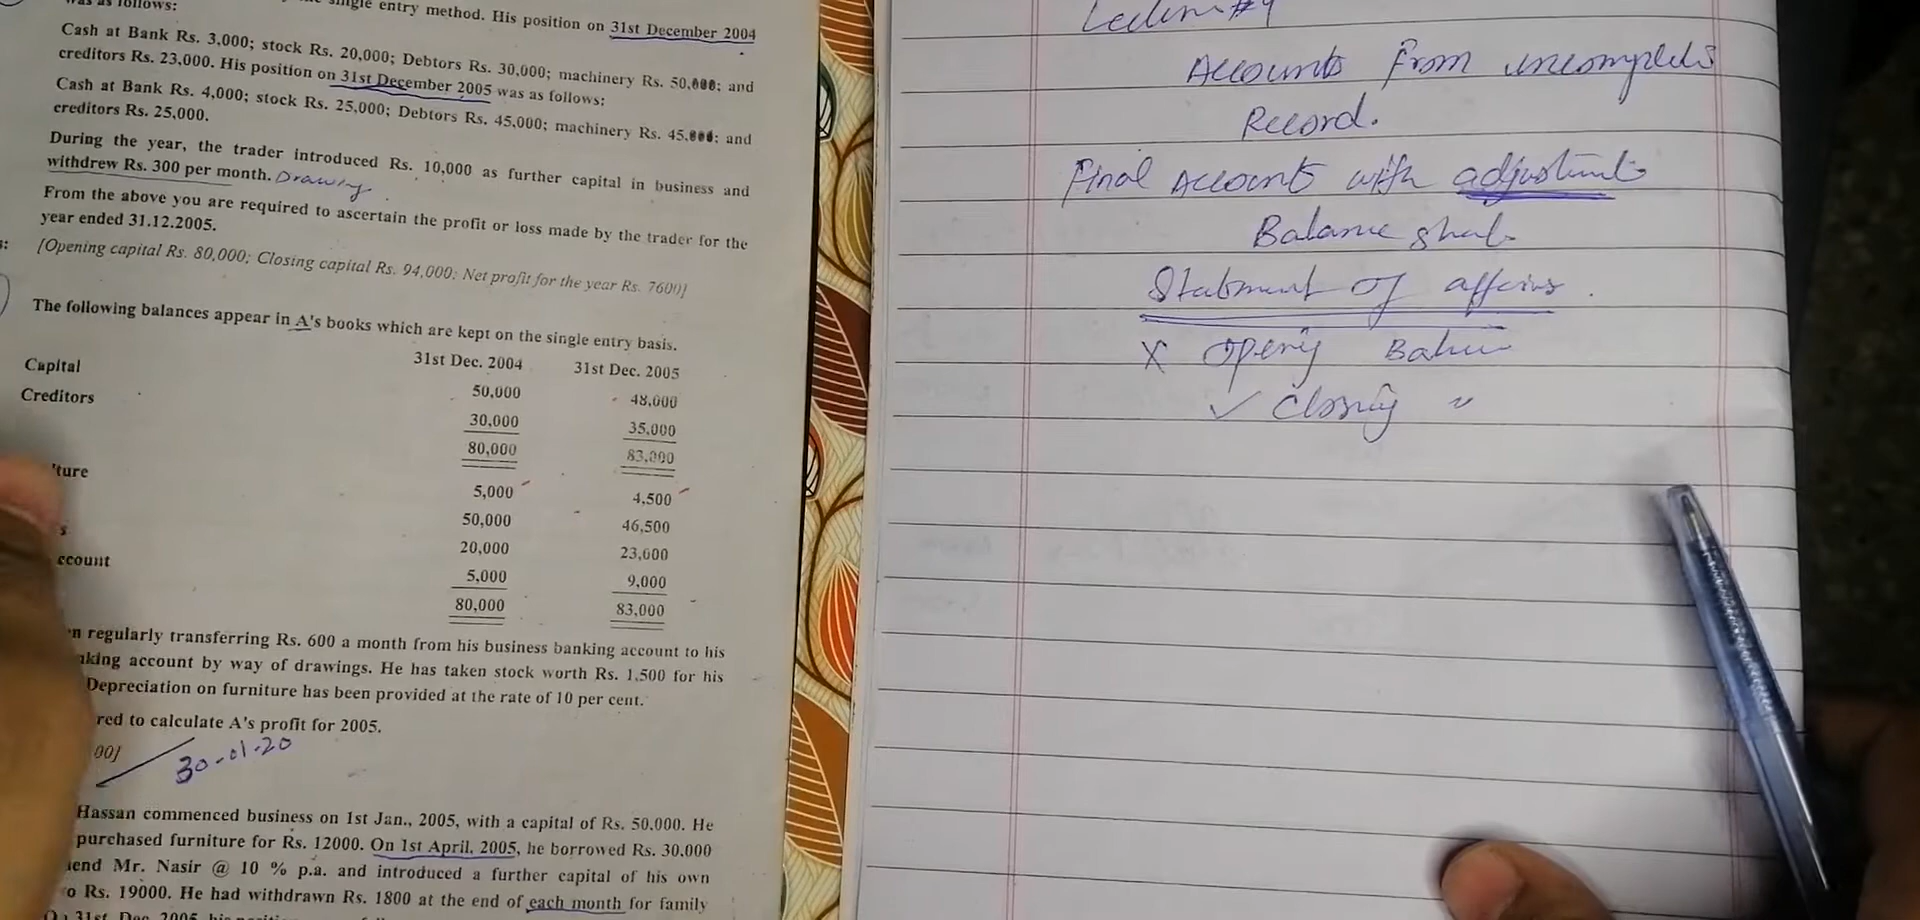 was as follows:
single entry method. His position on 31st December 2004
Cash at Bank Rs. 3,000; stock Rs. 20,000; Debtors Rs. 30,000; machinery Rs. 50,000; and
creditors Rs. 23,000. His position on 31st December 2005 was as follows:
Cash at Bank Rs. 4,000; stock Rs. 25,000; Debtors Rs. 45,000; machinery Rs. 45,000; and
creditors Rs. 25,000.
During the year, the trader introduced Rs. 10,000 as further capital in business and
withdrew Rs. 300 per month. Drawing
From the above you are required to ascertain the profit or loss made by the trader for the
year ended 31.12.2005.
s: [Opening capital Rs. 80,000; Closing capital Rs. 94,000; Net profit for the year Rs. 7600]
The following balances appear in A's books which are kept on the single entry basis.
31st Dec. 2004 31st Dec. 2005
Capital 50,000 48,000
Creditors 30,000 35,000
80,000 83,000
'ture 5,000 4,500
50,000 46,500
s 20,000 23,000
ccount 5,000 9,000
80,000 83,000
n regularly transferring Rs. 600 a month from his business banking account to his
nking account by way of drawings. He has taken stock worth Rs. 1,500 for his
Depreciation on furniture has been provided at the rate of 10 per cent.
red to calculate A's profit for 2005.
00]
30-01-20
Hassan commenced business on 1st Jan., 2005, with a capital of Rs. 50.000. He
purchased furniture for Rs. 12000. On 1st April, 2005, he borrowed Rs. 30,000
end Mr. Nasir @ 10 % p.a. and introduced a further capital of his own
o Rs. 19000. He had withdrawn Rs. 1800 at the end of each month for family
31st Dec. 2005 his
Accounts From uncomplete
Record.
Final Accounts with adjustment
Balance sheet
Statment of affairs.
X Opening Balance
✓ Closing "